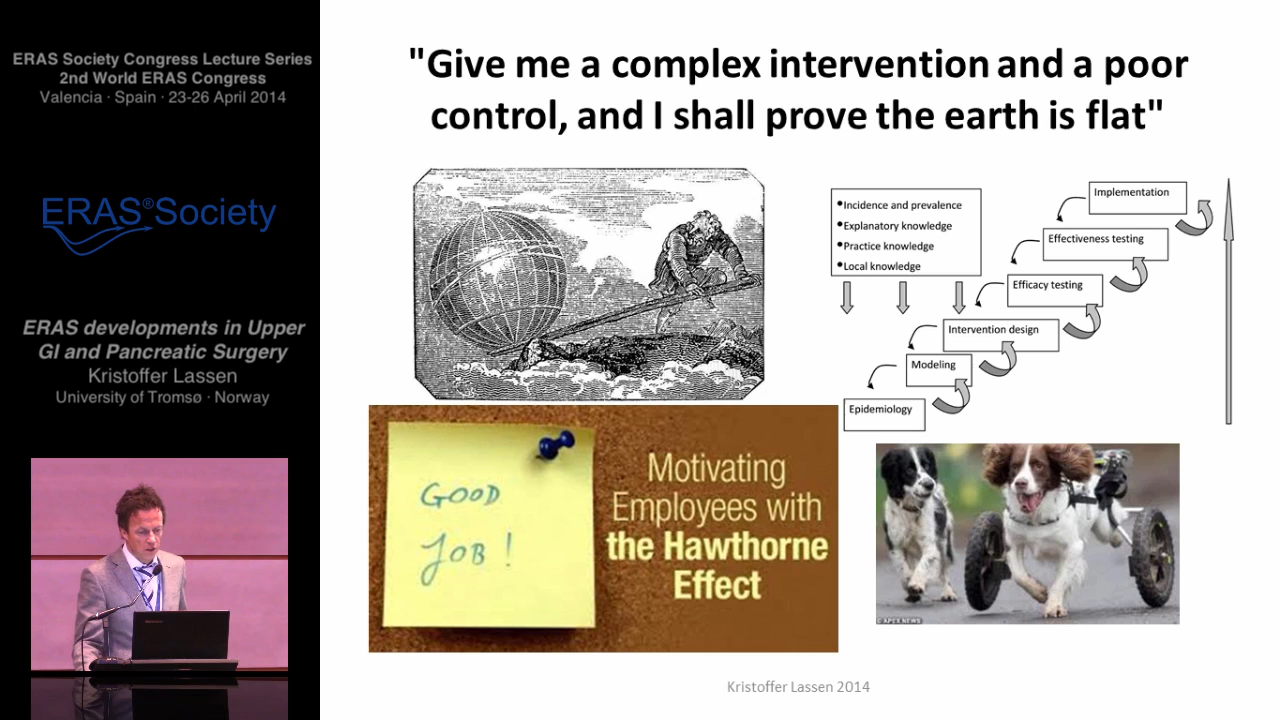 ERAS Society Congress Lecture Series
2nd World ERAS Congress
Valencia · Spain · 23-26 April 2014
ERAS®Society
ERAS developments in Upper
GI and Pancreatic Surgery
Kristoffer Lassen
University of Tromsø · Norway
"Give me a complex intervention and a poor
control, and I shall prove the earth is flat"
•Incidence and prevalence
•Explanatory knowledge
•Practice knowledge
•Local knowledge
Implementation
Effectiveness testing
Efficacy testing
Intervention design
Modeling
Epidemiology
GOOD
JOB!
Motivating
Employees with
the Hawthorne
Effect
© APEX NEWS
Kristoffer Lassen 2014